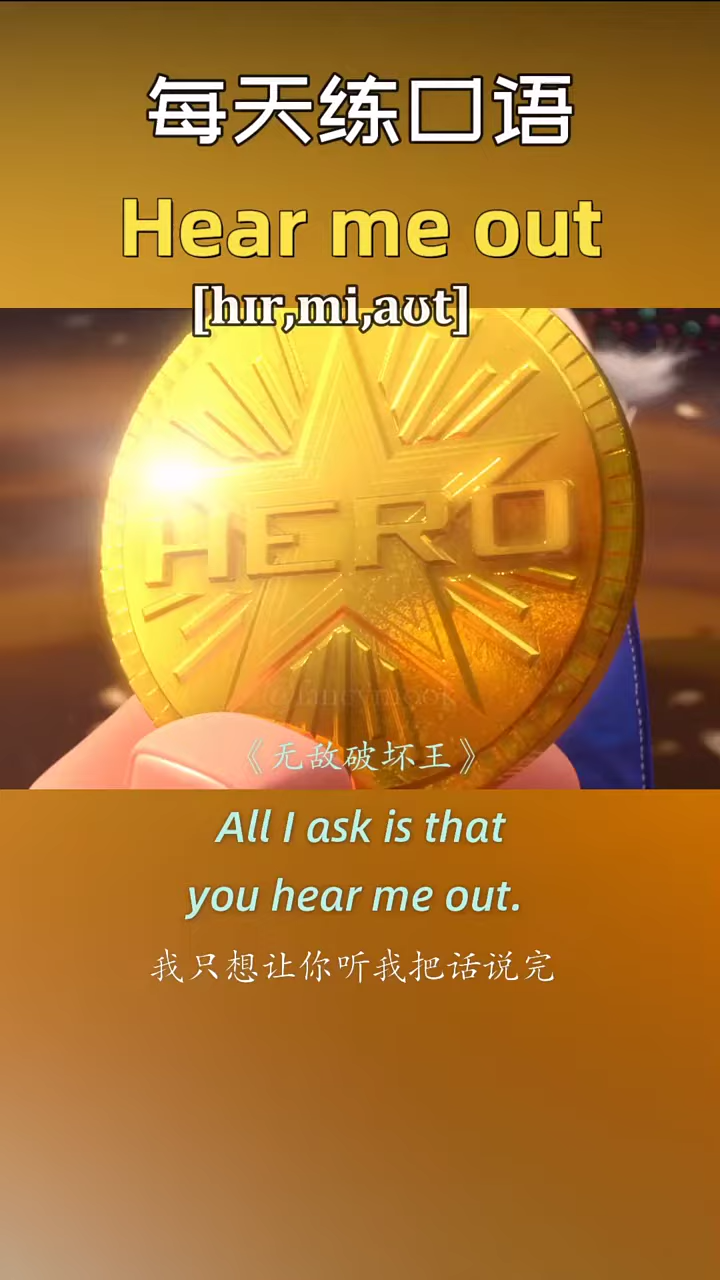 每天练口语
Hear me out
[hɪr,mi,aʊt]
HERO
《无敌破坏王》
All I ask is that
you hear me out.
我只想让你听我把话说完